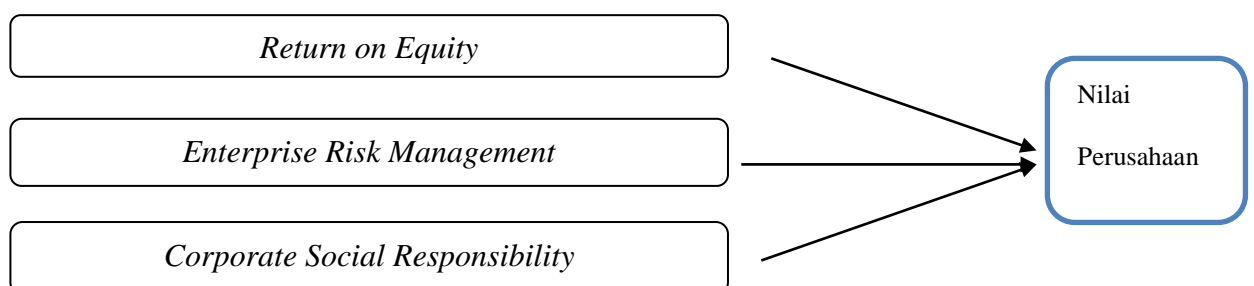 Return on Equity
Enterprise Risk Management
Corporate Social Responsibility
Nilai
Perusahaan